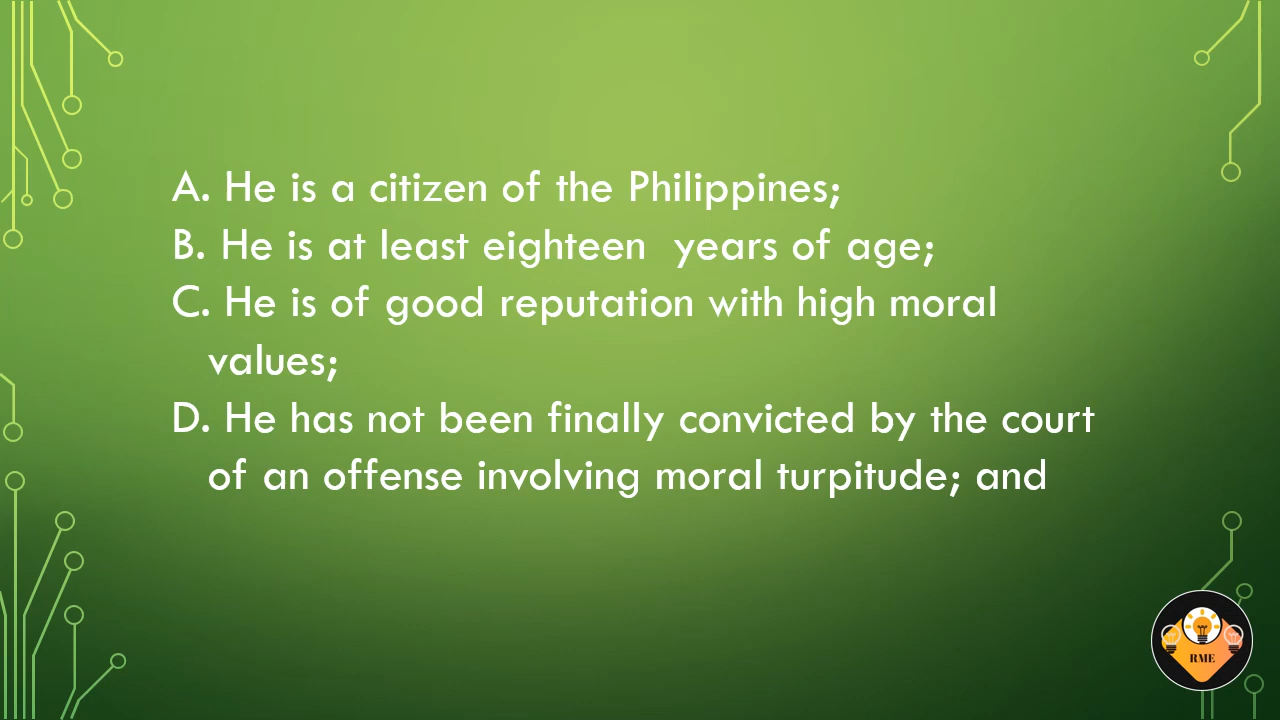 A. He is a citizen of the Philippines;
B. He is at least eighteen  years of age;
C. He is of good reputation with high moral
values;
D. He has not been finally convicted by the court
of an offense involving moral turpitude; and
RME